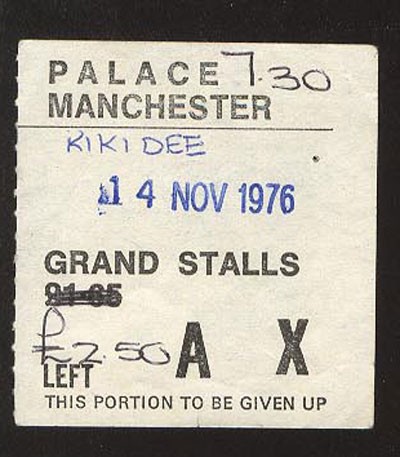 PALACE 7.30
MANCHESTER
KIKI DEE
14 NOV 1976
GRAND STALLS
£2.50 A X
LEFT
THIS PORTION TO BE GIVEN UP